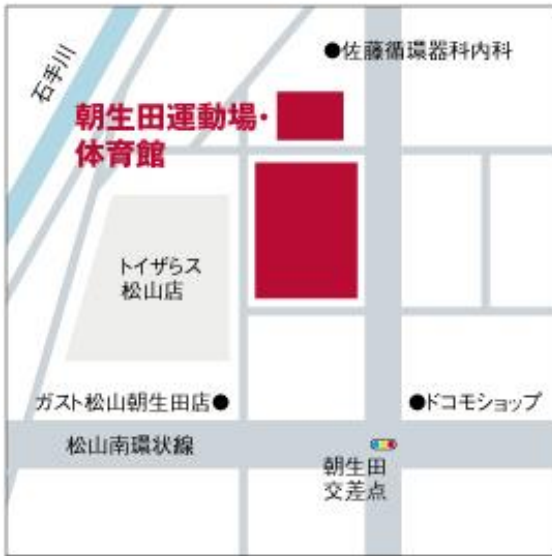 ●佐藤循環器科内科
石手川
朝生田運動場・
体育館
トイザらス
松山店
ガスト松山朝生田店●
●ドコモショップ
松山南環状線
朝生田
交差点